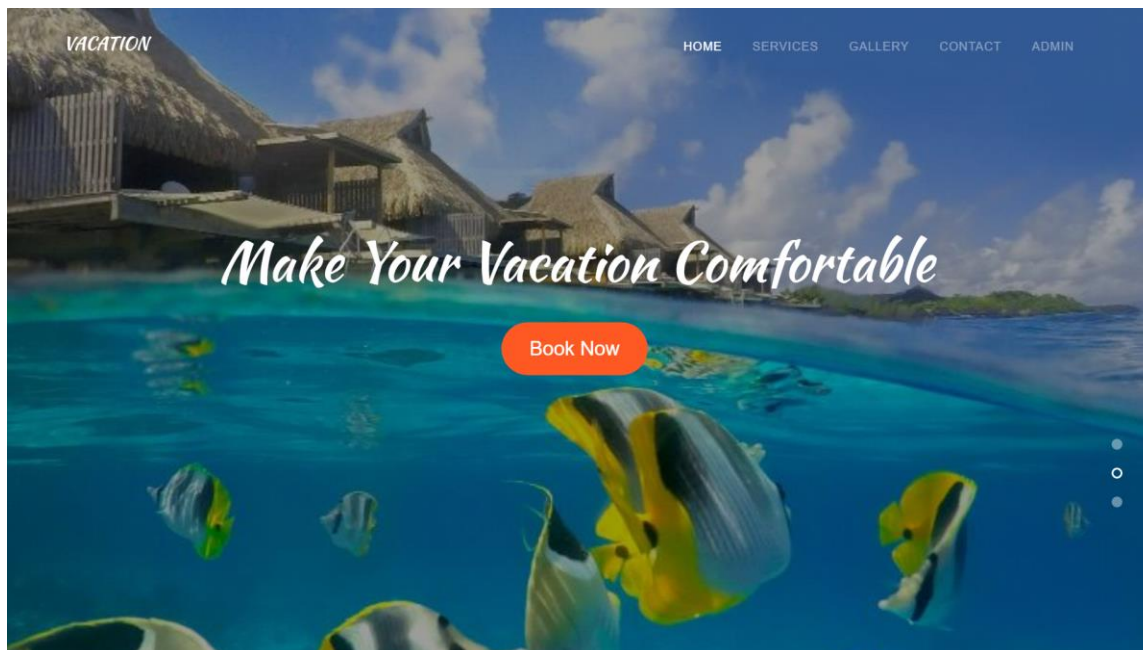 VACATION
HOME SERVICES GALLERY CONTACT ADMIN
Make Your Vacation Comfortable
Book Now